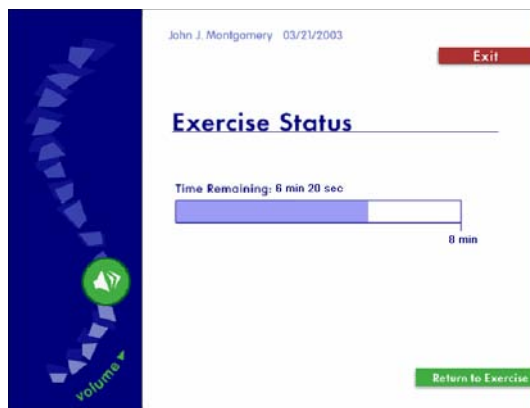 John J. Montgomery 03/21/2003
Exit
Exercise Status
Time Remaining: 6 min 20 sec
8 min
volume
Return to Exercise